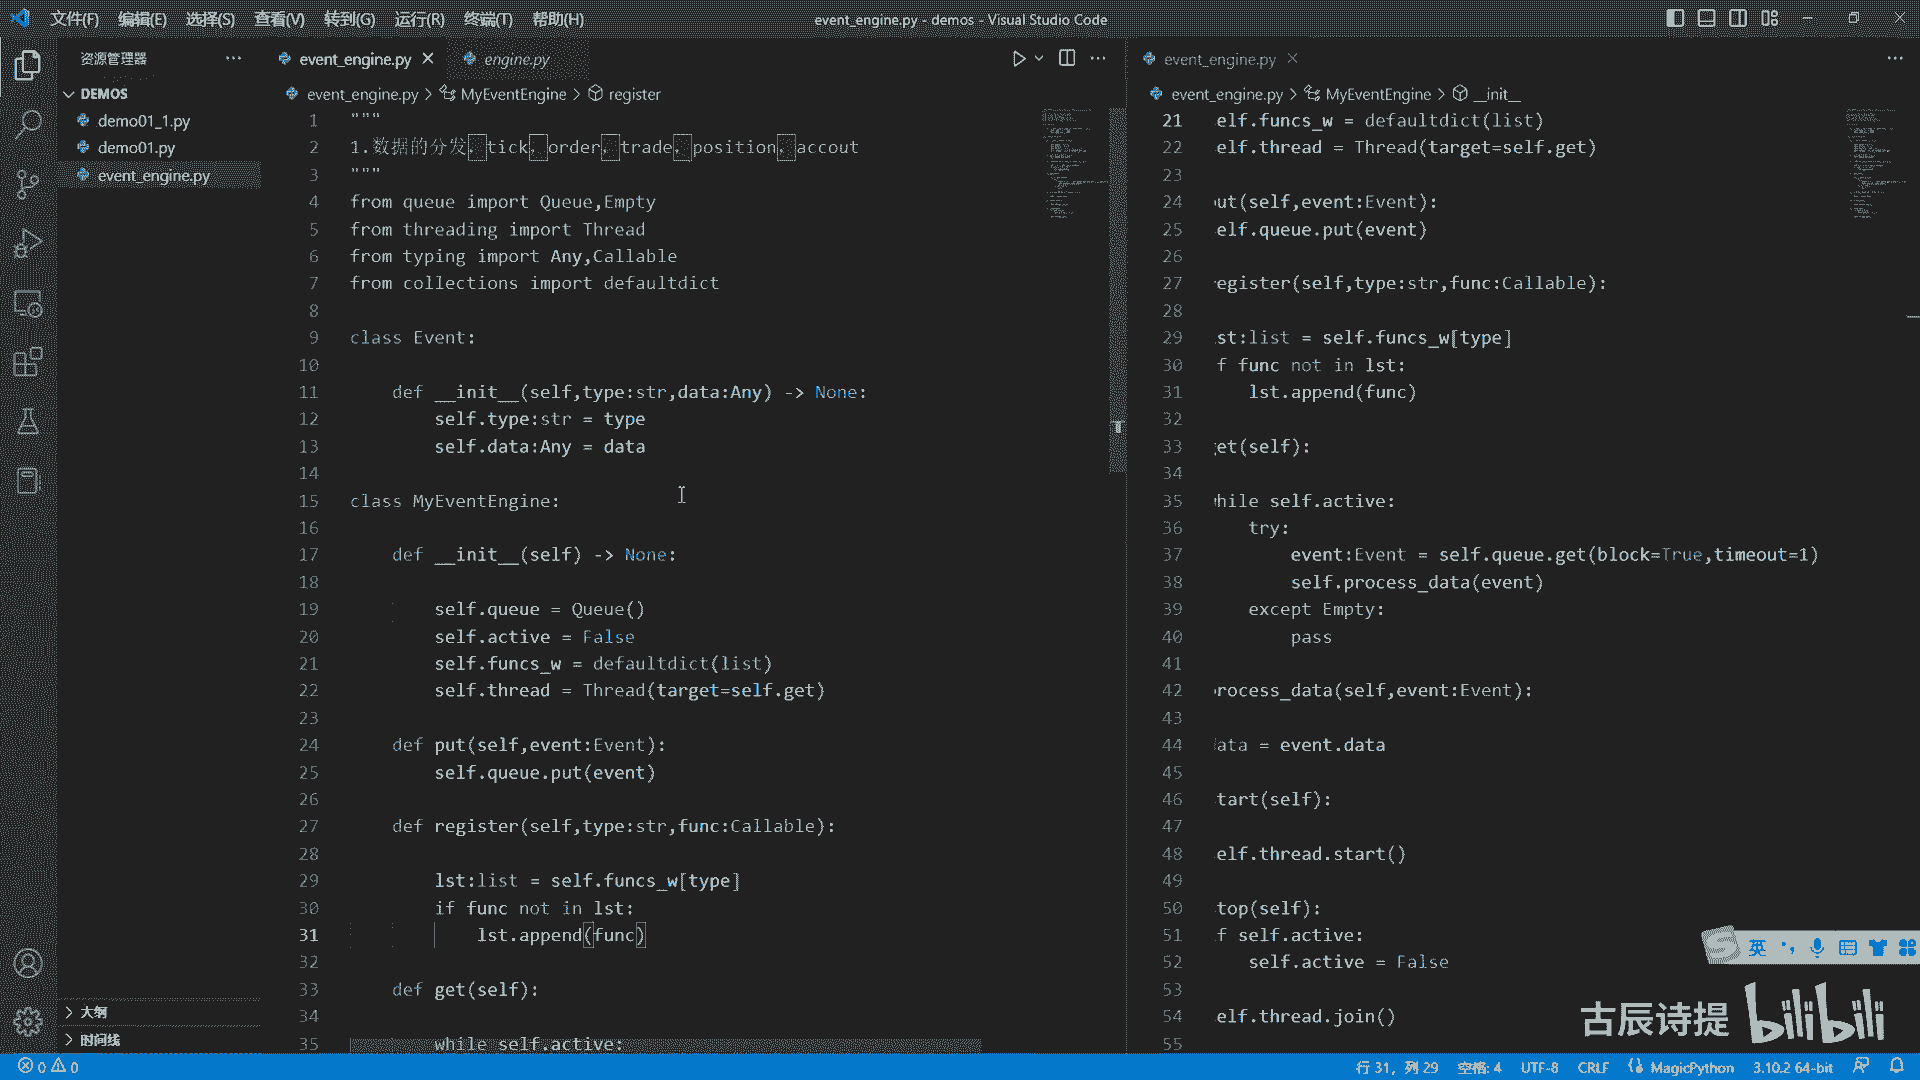 文件(F) 编辑(E) 选择(S) 查看(V) 转到(G) 运行(R) 终端(T) 帮助(H)
event_engine.py - demos - Visual Studio Code
资源管理器
DEMOS
demo01_1.py
demo01.py
event_engine.py
大纲
时间线
event_engine.py
engine.py
event_engine.py > MyEventEngine > register
1 """
2 1.数据的分发，tick，order，trade，position，accout
3 """
4 from queue import Queue,Empty
5 from threading import Thread
6 from typing import Any,Callable
7 from collections import defaultdict
8
9 class Event:
10
11 def __init__(self,type:str,data:Any) -> None:
12 self.type:str = type
13 self.data:Any = data
14
15 class MyEventEngine:
16
17 def __init__(self) -> None:
18
19 self.queue = Queue()
20 self.active = False
21 self.funcs_w = defaultdict(list)
22 self.thread = Thread(target=self.get)
23
24 def put(self,event:Event):
25 self.queue.put(event)
26
27 def register(self,type:str,func:Callable):
28
29 lst:list = self.funcs_w[type]
30 if func not in lst:
31 lst.append(func)
32
33 def get(self):
34
35 while self.active:
event_engine.py
event_engine.py > MyEventEngine > __init__
21 elf.funcs_w = defaultdict(list)
22 elf.thread = Thread(target=self.get)
23
24 ut(self,event:Event):
25 elf.queue.put(event)
26
27 egister(self,type:str,func:Callable):
28
29 st:list = self.funcs_w[type]
30 f func not in lst:
31 lst.append(func)
32
33 et(self):
34
35 hile self.active:
36 try:
37 event:Event = self.queue.get(block=True,timeout=1)
38 self.process_data(event)
39 except Empty:
40 pass
41
42 rocess_data(self,event:Event):
43
44 ata = event.data
45
46 tart(self):
47
48 elf.thread.start()
49
50 top(self):
51 f self.active:
52 self.active = False
53
54 elf.thread.join()
55
英
古辰诗提 bilibili
0 0
行 31，列 29 空格: 4 UTF-8 CRLF MagicPython 3.10.2 64-bit